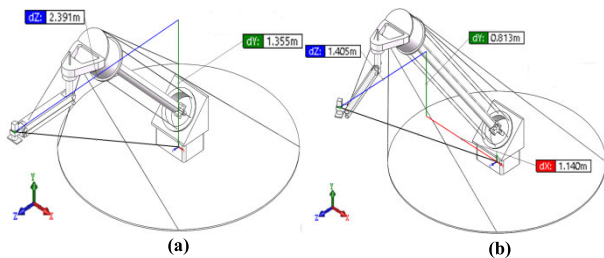 dZ: 2.391m
dY: 1.355m
Y
Z
X
(a)
dZ: 1.405m
dY: 0.813m
dX: 1.140m
Y
Z
X
(b)